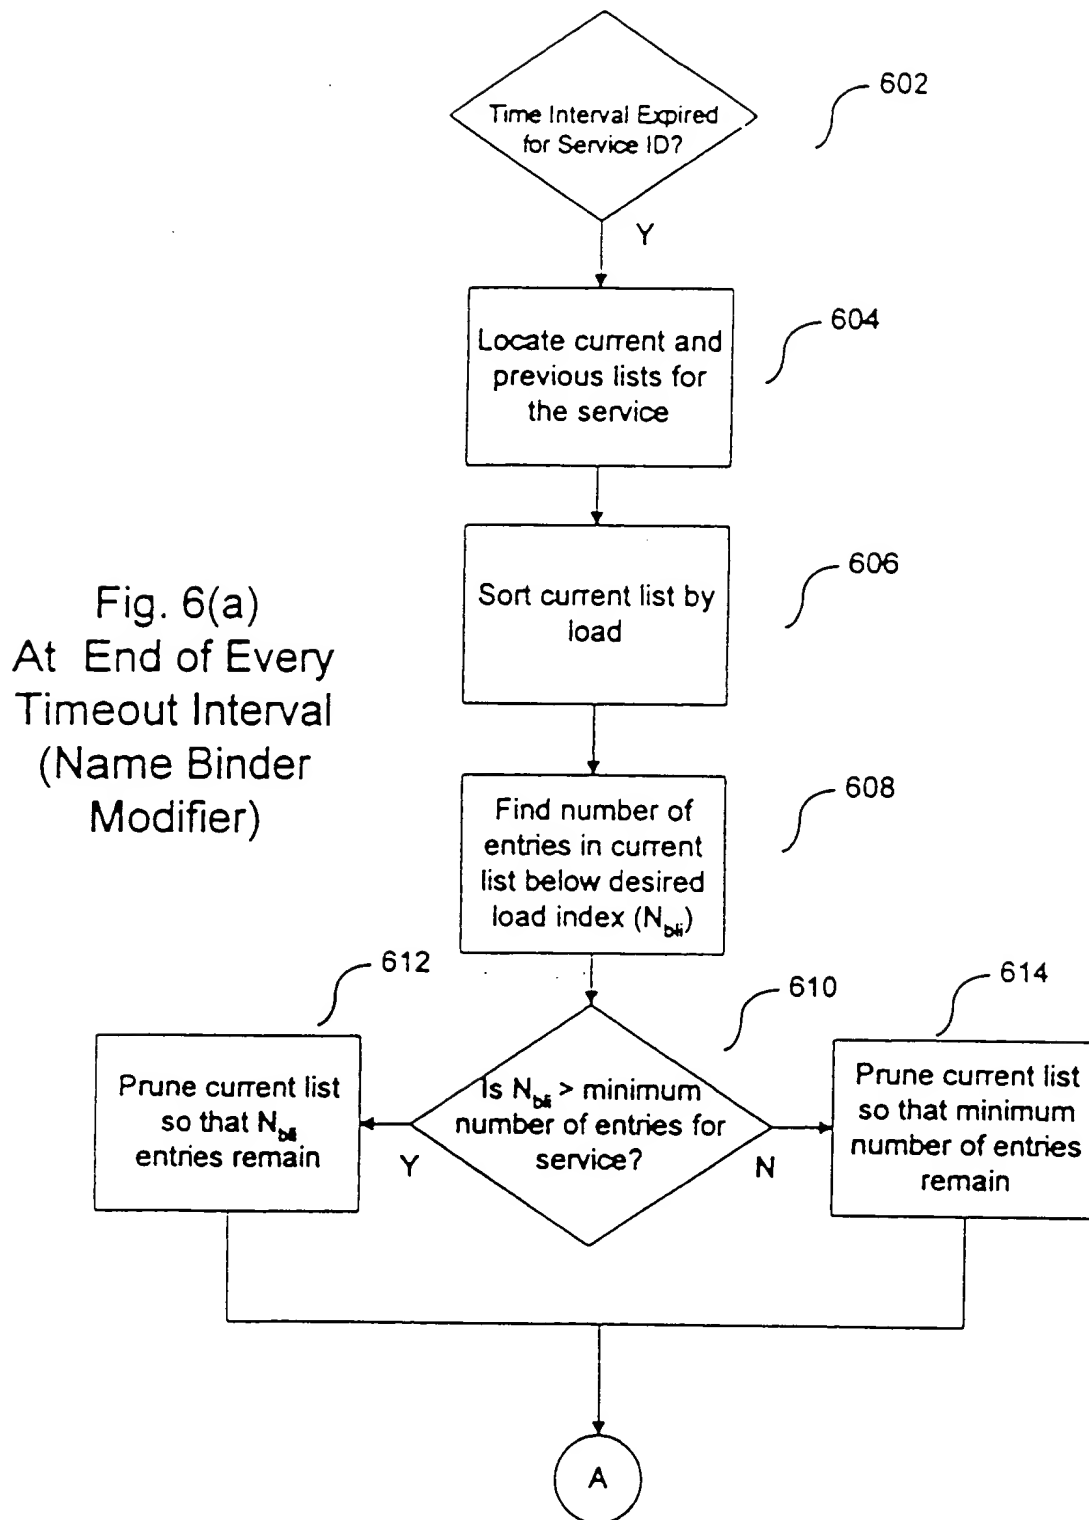 602
Time Interval Expired
for Service ID?
Y
604
Locate current and
previous lists for
the service
606
Sort current list by
load
Fig. 6(a)
At End of Every
Timeout Interval
(Name Binder
Modifier)
608
Find number of
entries in current
list below desired
load index (N_bli)
612
610
614
Prune current list
so that N_bli
entries remain
Is N_bli > minimum
number of entries for
service?
Prune current list
so that minimum
number of entries
remain
Y
N
A